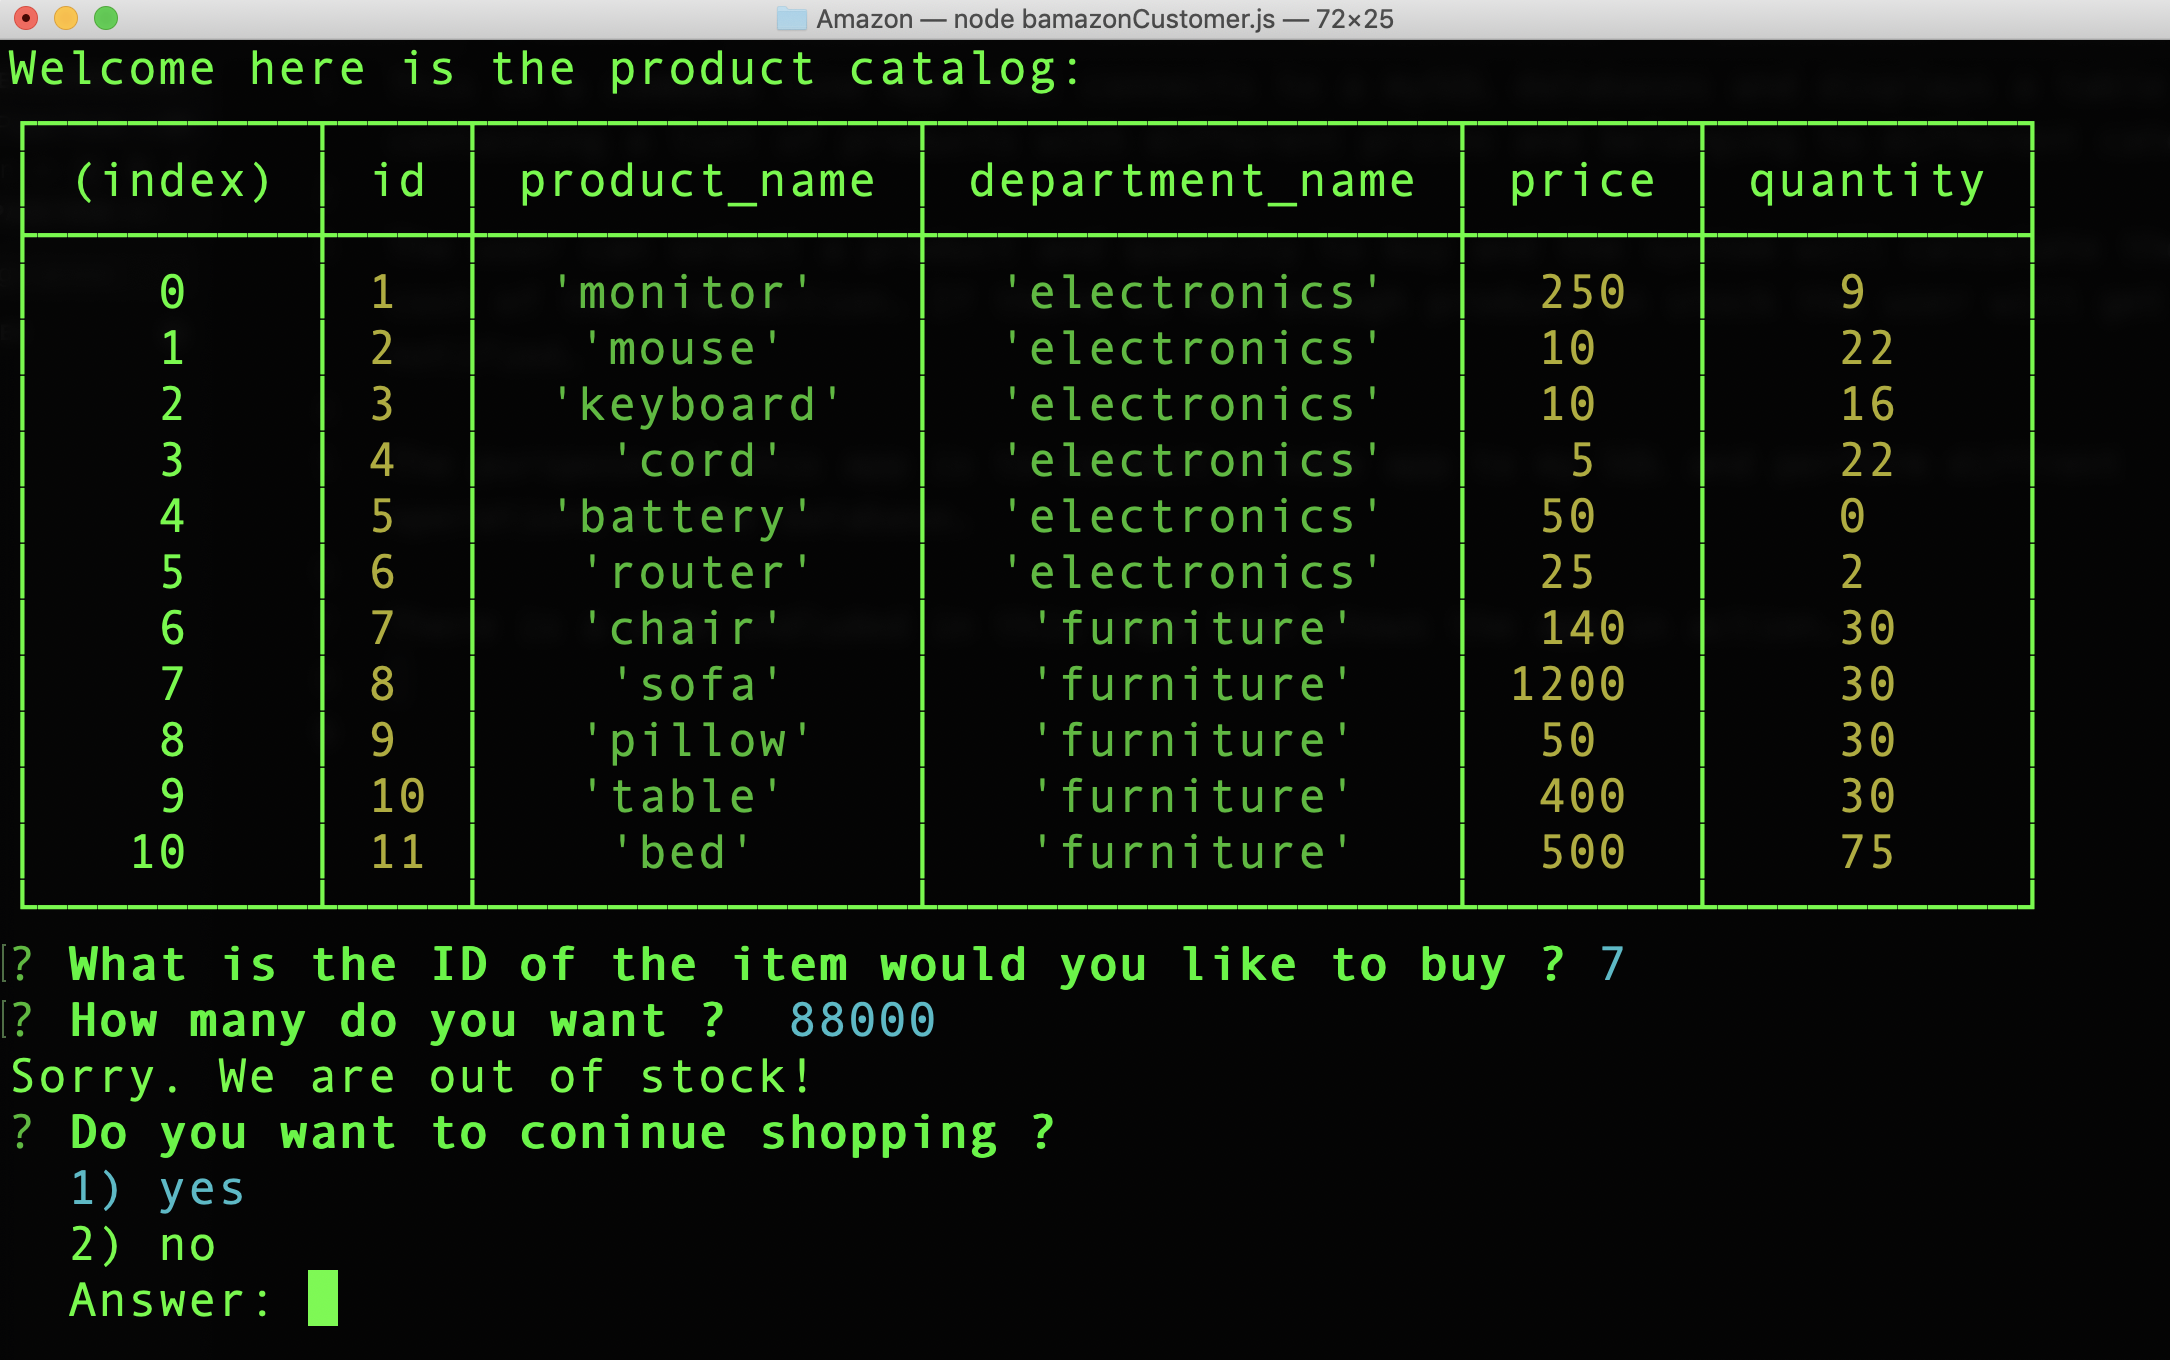 Amazon — node bamazonCustomer.js — 72×25
Welcome here is the product catalog:
(index) id product_name department_name price quantity
0 1 'monitor' 'electronics' 250 9
1 2 'mouse' 'electronics' 10 22
2 3 'keyboard' 'electronics' 10 16
3 4 'cord' 'electronics' 5 22
4 5 'battery' 'electronics' 50 0
5 6 'router' 'electronics' 25 2
6 7 'chair' 'furniture' 140 30
7 8 'sofa' 'furniture' 1200 30
8 9 'pillow' 'furniture' 50 30
9 10 'table' 'furniture' 400 30
10 11 'bed' 'furniture' 500 75
? What is the ID of the item would you like to buy ? 7
? How many do you want ? 88000
Sorry. We are out of stock!
? Do you want to coninue shopping ?
1) yes
2) no
Answer: